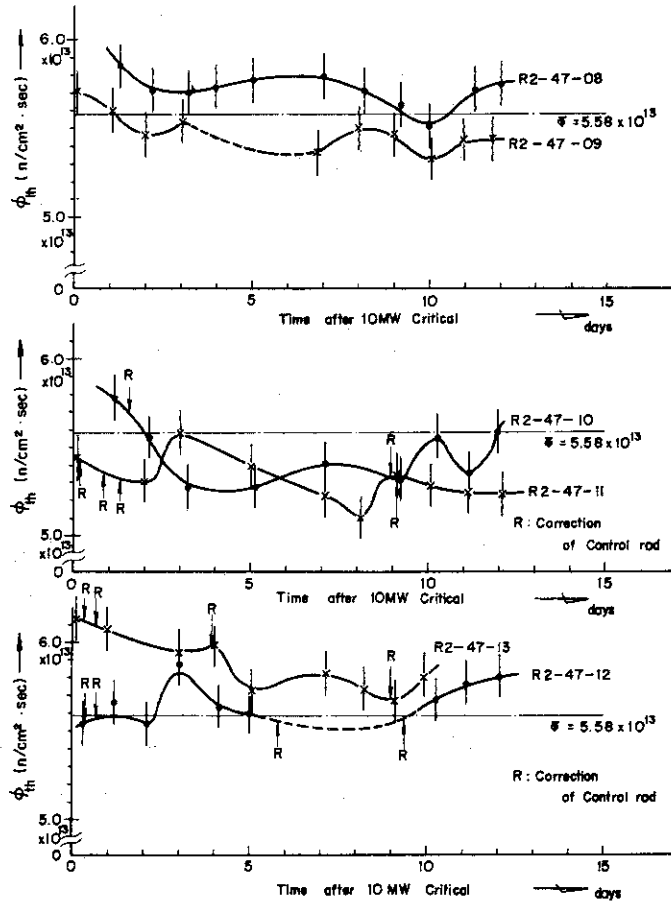 6.0
x10¹³
R2-47-08
Φ̄ = 5.58 x 10¹³
R2-47-09
ϕth (n/cm²·sec)
5.0
x10¹³
0
0 5 10 15
Time after 10MW Critical
days
6.0
x10¹³
R
R
R2-47-10
Φ̄ = 5.58 x 10¹³
ϕth (n/cm²·sec)
R R R
R
R2-47-11
R : Correction
of Control rod
5.0
x10¹³
0
0 5 10 15
Time after 10MW Critical
days
R R
R
6.0
x10¹³
R2-47-13
R2-47-12
R R
R
ϕth (n/cm²·sec)
Φ̄ = 5.58 x 10¹³
R R
R : Correction
of Control rod
5.0
x10¹³
0
0 5 10 15
Time after 10 MW Critical
days